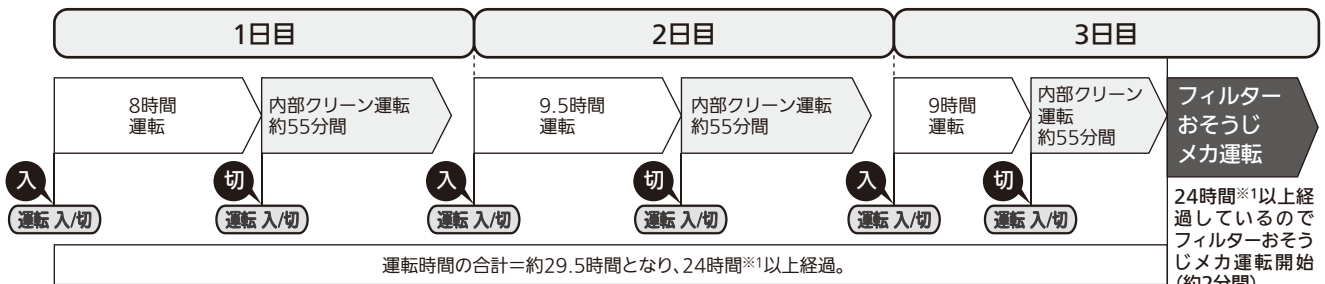 1日目
2日目
3日目
8時間
運転
内部クリーン運転
約55分間
9.5時間
運転
内部クリーン運転
約55分間
9時間
運転
内部クリーン
運転
約55分間
フィルター
おそうじ
メカ運転
入
切
入
切
入
切
運転 入/切
運転 入/切
運転 入/切
運転 入/切
運転 入/切
運転 入/切
24時間※1以上経
過しているので
フィルターおそう
じメカ運転開始
(約2分間)
運転時間の合計=約29.5時間となり、24時間※1以上経過。